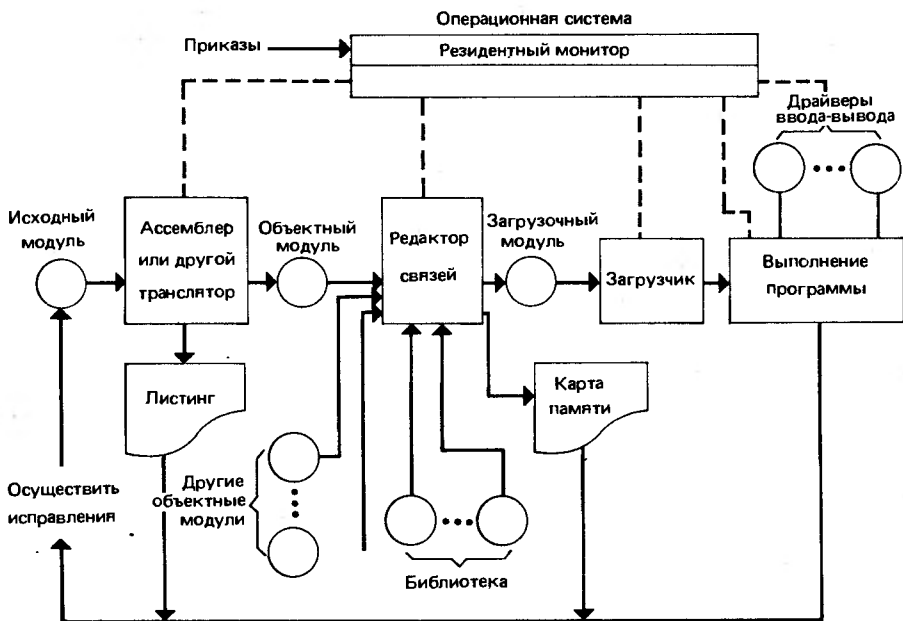 Операционная система
Приказы
Резидентный монитор
Драйверы
ввода-вывода
Исходный
модуль
Ассемблер
или другой
транслятор
Объектный
модуль
Редактор
связей
Загрузочный
модуль
Загрузчик
Выполнение
программы
Листинг
Карта
памяти
Осуществить
исправления
Другие
объектные
модули
Библиотека